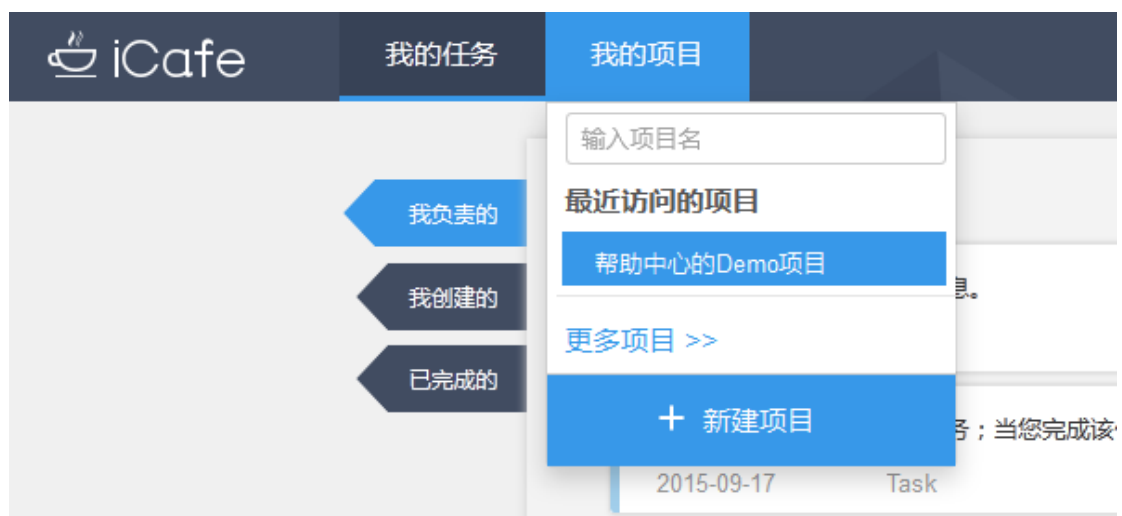 iCafe
我的任务
我的项目
输入项目名
最近访问的项目
我负责的
帮助中心的Demo项目
我创建的
息。
更多项目 >>
已完成的
+ 新建项目
务；当您完成该
2015-09-17
Task